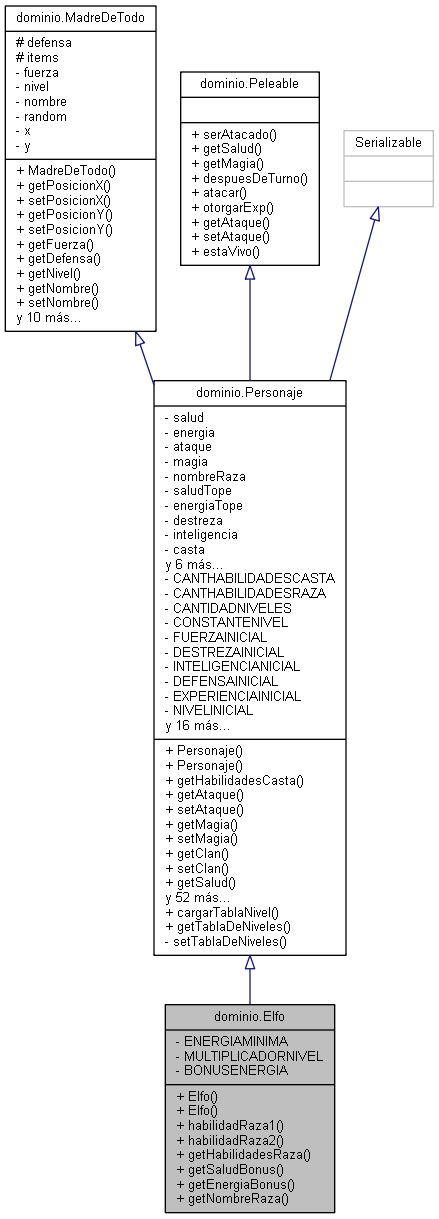 dominio.MadreDeTodo
# defensa
# items
- fuerza
- nivel
- nombre
- random
- x
- y
+ MadreDeTodo()
+ getPosicionX()
+ setPosicionX()
+ getPosicionY()
+ setPosicionY()
+ getFuerza()
+ getDefensa()
+ getNivel()
+ getNombre()
+ setNombre()
y 10 más...
dominio.Peleable
+ serAtacado()
+ getSalud()
+ getMagia()
+ despuesDeTurno()
+ atacar()
+ otorgarExp()
+ getAtaque()
+ setAtaque()
+ estaVivo()
Serializable
dominio.Personaje
- salud
- energia
- ataque
- magia
- nombreRaza
- saludTope
- energiaTope
- destreza
- inteligencia
- casta
y 6 más...
- CANTHABILIDADESCASTA
- CANTHABILIDADESRAZA
- CANTIDADNIVELES
- CONSTANTENIVEL
- FUERZAINICIAL
- DESTREZAINICIAL
- INTELIGENCIANICIAL
- DEFENSAINICIAL
- EXPERIENCIAINICIAL
- NIVELINICIAL
y 16 más...
+ Personaje()
+ Personaje()
+ getHabilidadesCasta()
+ getAtaque()
+ setAtaque()
+ getMagia()
+ setMagia()
+ getClan()
+ setClan()
+ getSalud()
y 52 más...
+ cargarTablaNivel()
+ getTablaDeNiveles()
- setTablaDeNiveles()
dominio.Elfo
- ENERGIAMINIMA
- MULTIPLICADORNIVEL
- BONUSENERGIA
+ Elfo()
+ Elfo()
+ habilidadRaza1()
+ habilidadRaza2()
+ getHabilidadesRaza()
+ getSaludBonus()
+ getEnergiaBonus()
+ getNombreRaza()